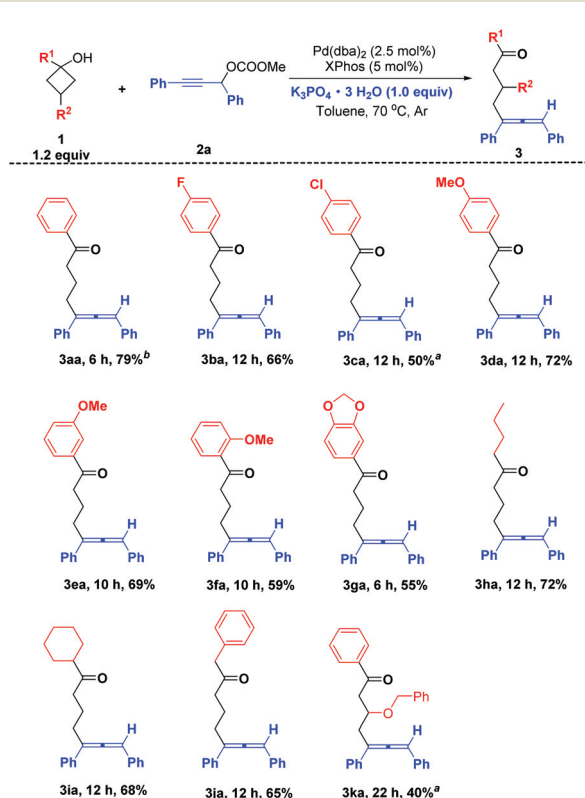 R¹ OH
R²
1
1.2 equiv
+
Ph OCOOMe
Ph
2a
Pd(dba)₂ (2.5 mol%)
XPhos (5 mol%)
K₃PO₄ • 3 H₂O (1.0 equiv)
Toluene, 70 ⁰C, Ar
R¹
O
R²
H
Ph Ph
3
O
H
Ph Ph
3aa, 6 h, 79%ᵇ
F
O
H
Ph Ph
3ba, 12 h, 66%
Cl
O
H
Ph Ph
3ca, 12 h, 50%ᵃ
MeO
O
H
Ph Ph
3da, 12 h, 72%
OMe
O
H
Ph Ph
3ea, 10 h, 69%
OMe
O
H
Ph Ph
3fa, 10 h, 59%
O O
O
H
Ph Ph
3ga, 6 h, 55%
O
H
Ph Ph
3ha, 12 h, 72%
O
H
Ph Ph
3ia, 12 h, 68%
O
H
Ph Ph
3ja, 12 h, 65%
O
O Ph
H
Ph Ph
3ka, 22 h, 40%ᵃ